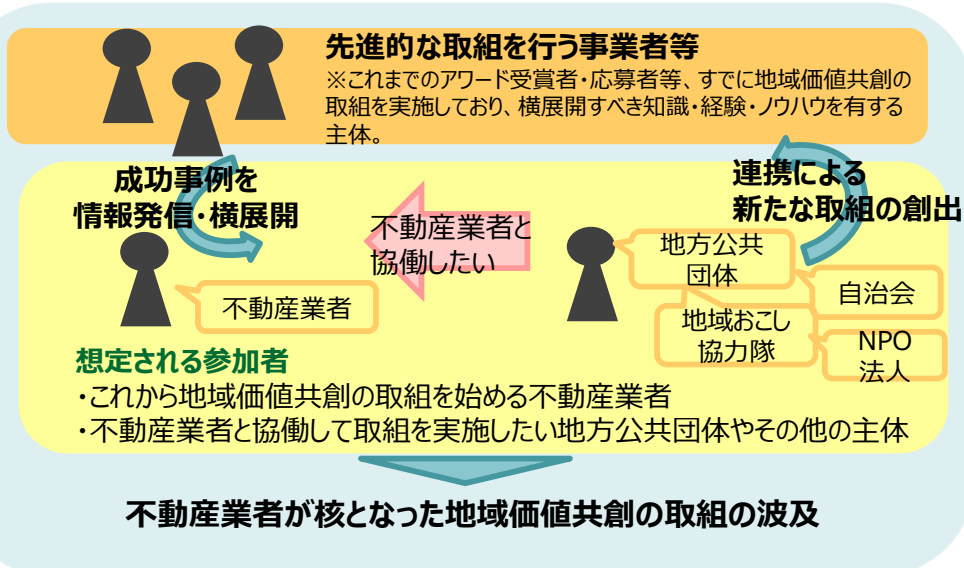 先進的な取組を行う事業者等
※これまでのアワード受賞者・応募者等、すでに地域価値共創の
取組を実施しており、横展開すべき知識・経験・ノウハウを有する
主体。
成功事例を
情報発信・横展開
連携による
新たな取組の創出
不動産業者と
協働したい
不動産業者
地方公共
団体
自治会
地域おこし
協力隊
NPO
法人
想定される参加者
・これから地域価値共創の取組を始める不動産業者
・不動産業者と協働して取組を実施したい地方公共団体やその他の主体
不動産業者が核となった地域価値共創の取組の波及